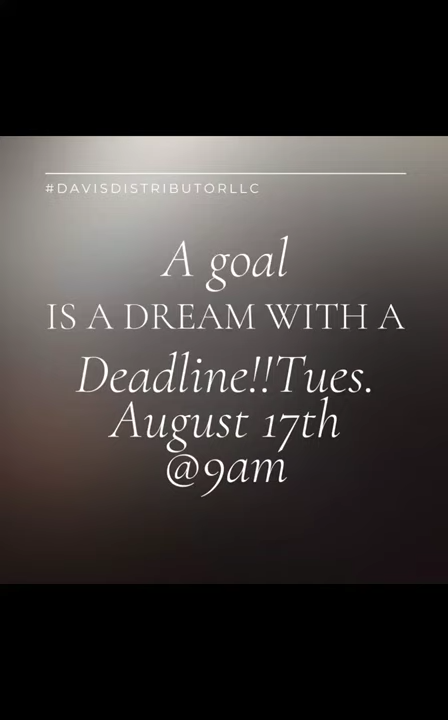 #DAVISDISTRIBUTORLLC
A goal
IS A DREAM WITH A
Deadline!!Tues.
August 17th
@9am